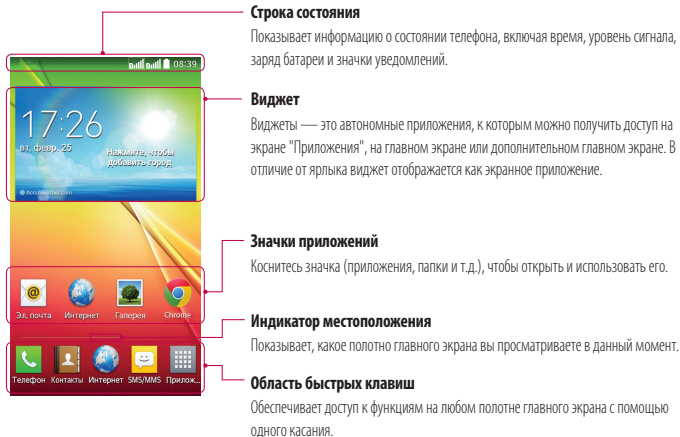 Строка состояния
Показывает информацию о состоянии телефона, включая время, уровень сигнала,
заряд батареи и значки уведомлений.
08:39
Виджет
Виджеты — это автономные приложения, к которым можно получить доступ на
экране "Приложения", на главном экране или дополнительном главном экране. В
отличие от ярлыка виджет отображается как экранное приложение.
17:26
вт, февр. 25
Нажмите, чтобы
добавить город
AccuWeather.com
Значки приложений
Коснитесь значка (приложения, папки и т.д.), чтобы открыть и использовать его.
Эл. почта Интернет Галерея Chrome
Индикатор местоположения
Показывает, какое полотно главного экрана вы просматриваете в данный момент.
Телефон Контакты Интернет SMS/MMS Прилож...
Область быстрых клавиш
Обеспечивает доступ к функциям на любом полотне главного экрана с помощью
одного касания.